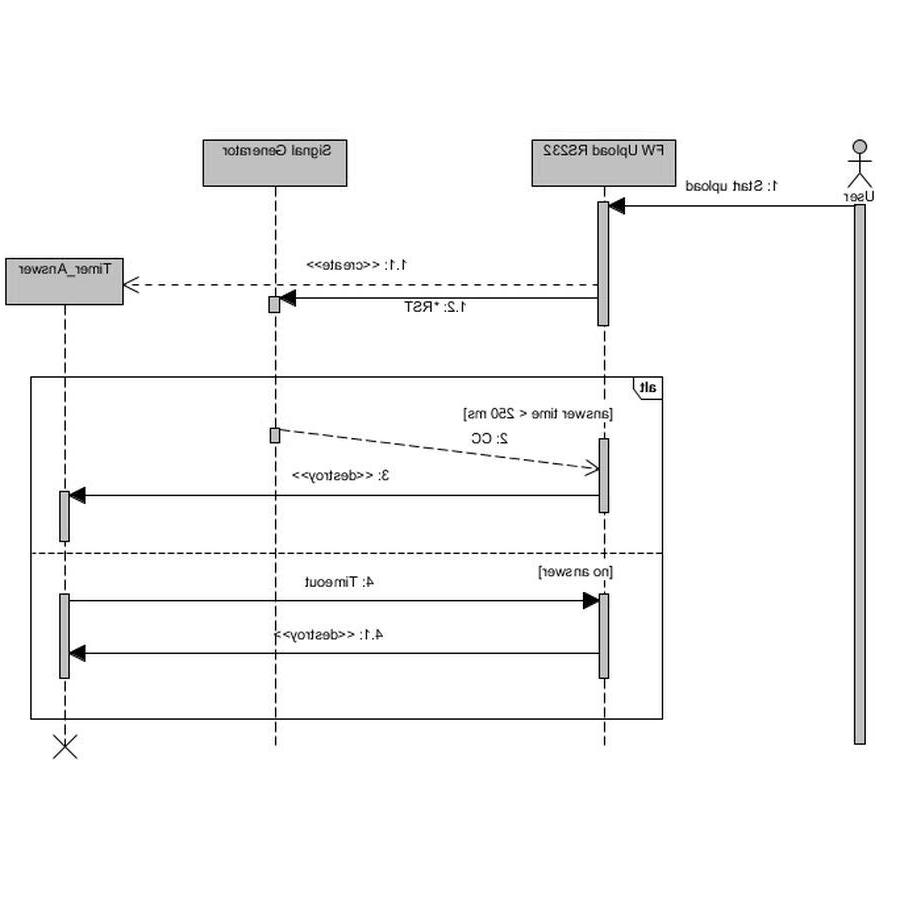 FW Upload RS232
Signal Generator
User
1: Start upload
Timer_Answer
1.1: <<create>>
1.2: *RST
alt
[answer time < 250 ms]
2: CC
3: <<destroy>>
[no answer]
4: Timeout
4.1: <<destroy>>